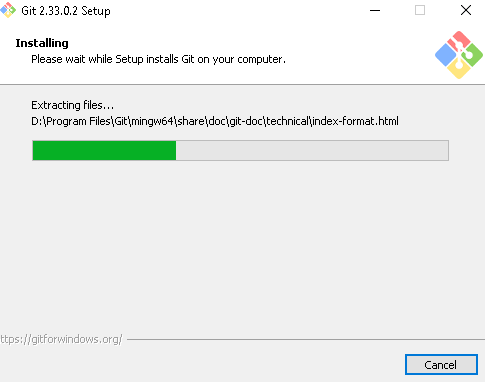 Git 2.33.0.2 Setup
Installing
Please wait while Setup installs Git on your computer.
Extracting files...
D:\Program Files\Git\mingw64\share\doc\git-doc\technical\index-format.html
ttps://gitforwindows.org/
Cancel